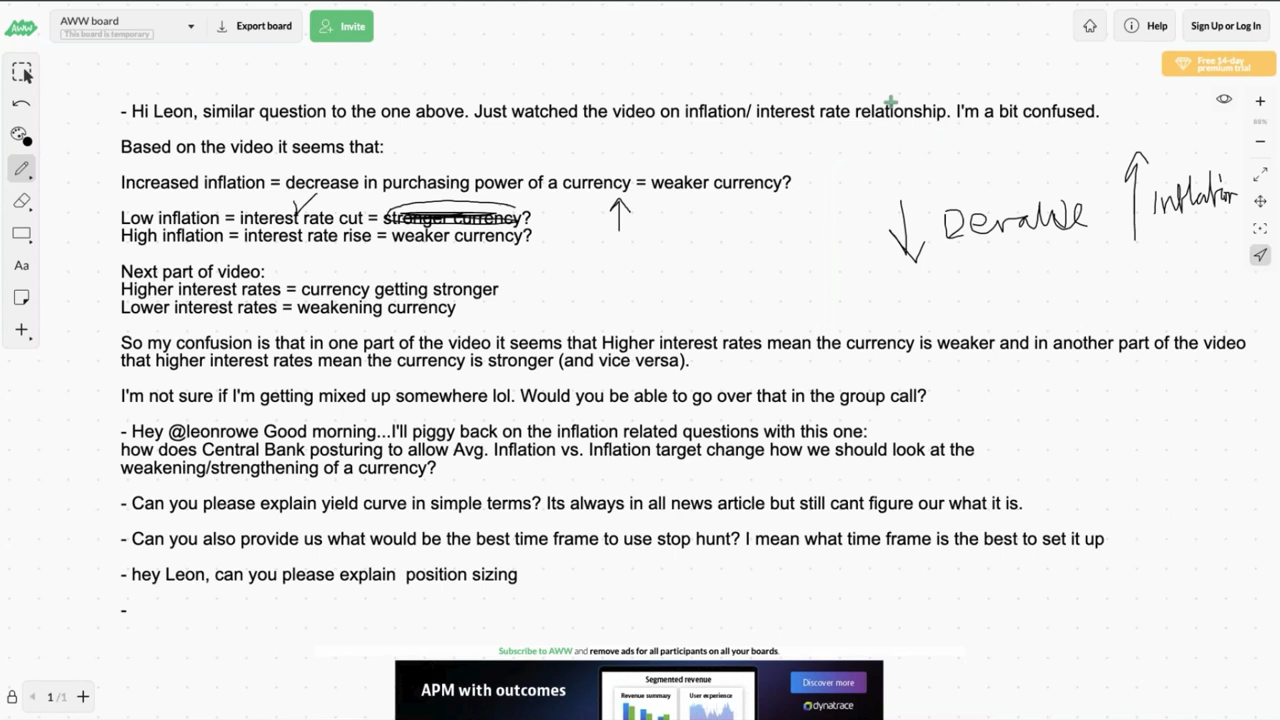 AWW board
This board is temporary
Export board
Invite
Help
Sign Up or Log In
Free 14-day
premium trial
88%
- Hi Leon, similar question to the one above. Just watched the video on inflation/ interest rate relationship. I'm a bit confused.
Based on the video it seems that:
Increased inflation = decrease in purchasing power of a currency = weaker currency?
Low inflation = interest rate cut = stronger currency?
High inflation = interest rate rise = weaker currency?
Devalue
Inflation
Next part of video:
Higher interest rates = currency getting stronger
Lower interest rates = weakening currency
So my confusion is that in one part of the video it seems that Higher interest rates mean the currency is weaker and in another part of the video
that higher interest rates mean the currency is stronger (and vice versa).
I'm not sure if I'm getting mixed up somewhere lol. Would you be able to go over that in the group call?
- Hey @leonrowe Good morning...I'll piggy back on the inflation related questions with this one:
how does Central Bank posturing to allow Avg. Inflation vs. Inflation target change how we should look at the
weakening/strengthening of a currency?
- Can you please explain yield curve in simple terms? Its always in all news article but still cant figure our what it is.
- Can you also provide us what would be the best time frame to use stop hunt? I mean what time frame is the best to set it up
- hey Leon, can you please explain  position sizing
-
Aa
Subscribe to AWW and remove ads for all participants on all your boards.
APM with outcomes
Segmented revenue
Revenue summary
User experience
Discover more
dynatrace
1/1